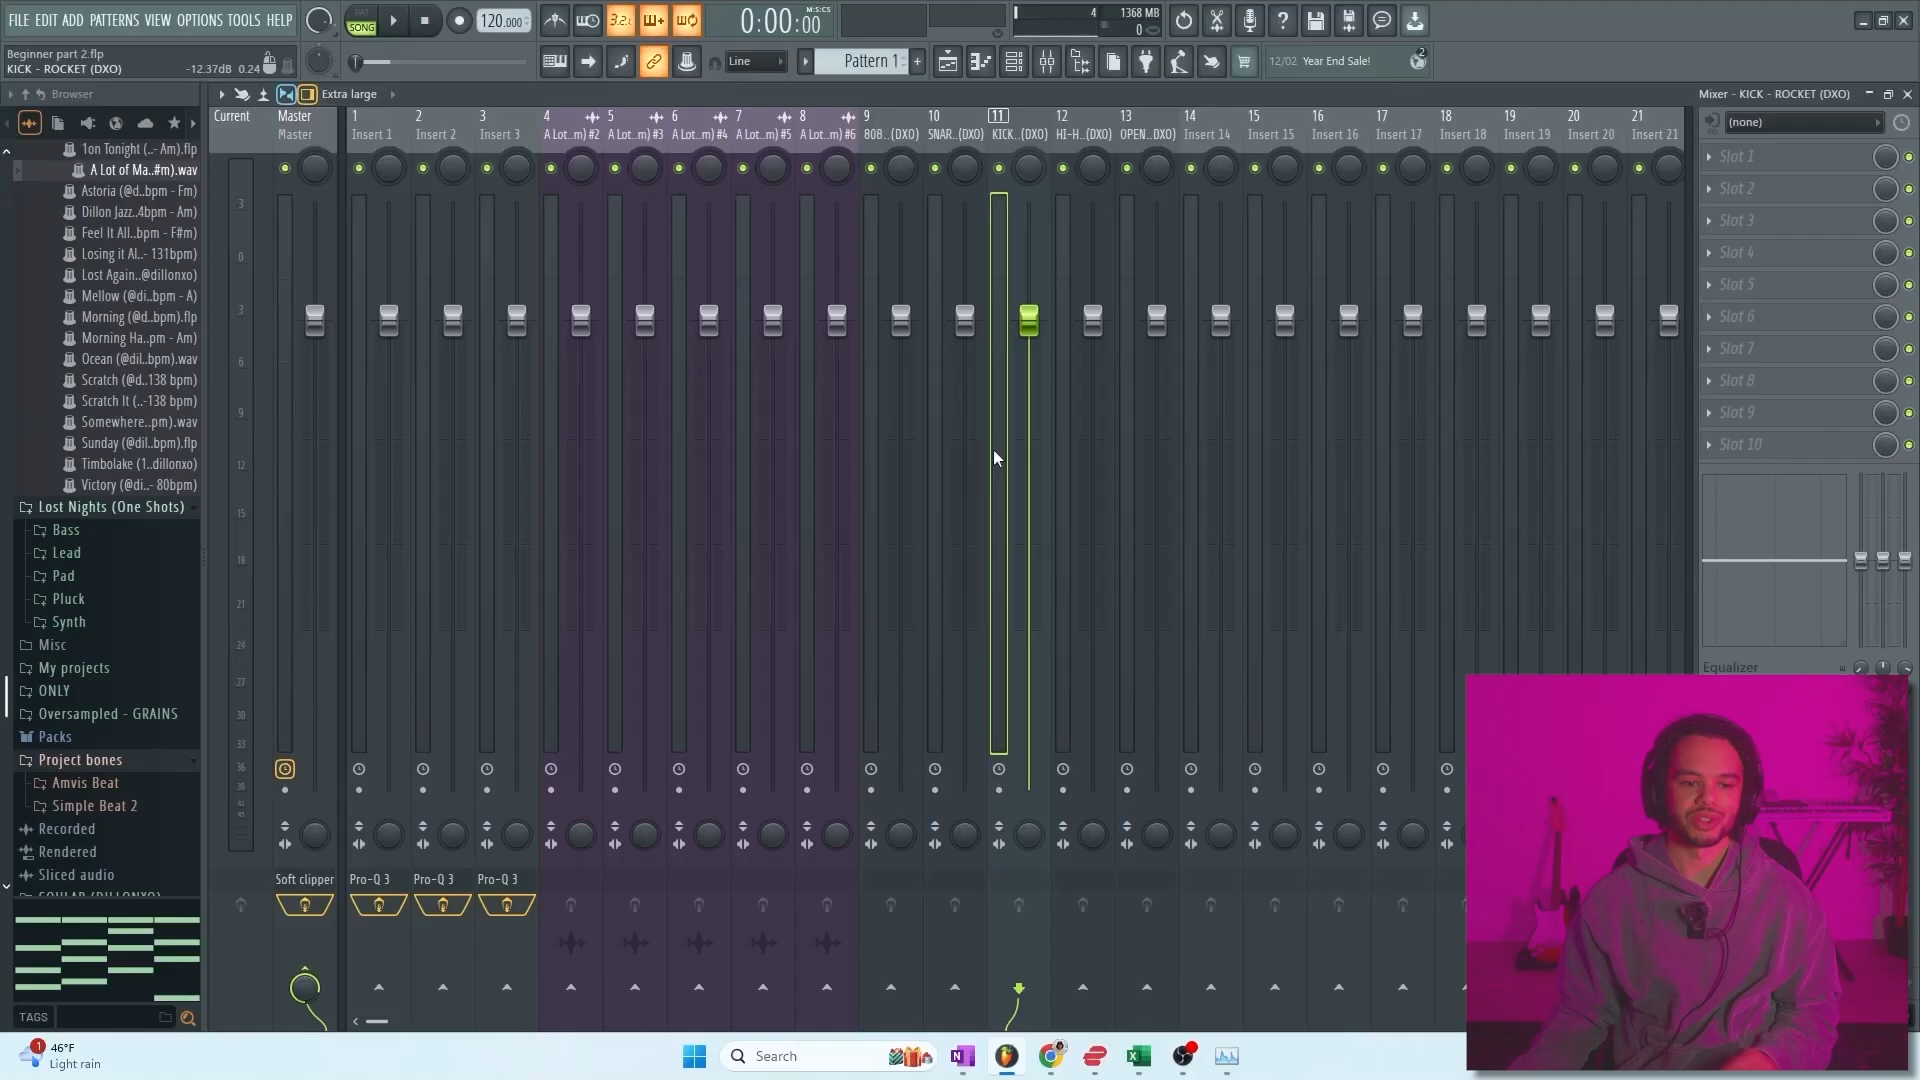 FILE EDIT ADD PATTERNS VIEW OPTIONS TOOLS HELP
PAT
SONG
120.000
3.2.
0:00:00
M:S:CS
4
1368 MB
0
Beginner part 2.flp
KICK - ROCKET (DXO)
-12.37dB 0.24
Line
Pattern 1
12/02 Year End Sale!
2
Browser
Extra large
Mixer - KICK - ROCKET (DXO)
(none)
1on Tonight (..- Am).flp
A Lot of Ma..#m).wav
Astoria (@d..bpm - Fm)
Dillon Jazz..4bpm - Am)
Feel It All..bpm - F#m)
Losing it Al..- 131bpm)
Lost Again..@dillonxo)
Mellow (@di..bpm - A)
Morning (@d..bpm).flp
Morning Ha..pm - Am)
Ocean (@dil..bpm).wav
Scratch (@d..138 bpm)
Scratch It (..-138 bpm)
Somewhere..pm).wav
Sunday (@dil..bpm).flp
Timbolake (1..dillonxo)
Victory (@di..- 80bpm)
Lost Nights (One Shots)
Bass
Lead
Pad
Pluck
Synth
Misc
My projects
ONLY
Oversampled - GRAINS
Packs
Project bones
Amvis Beat
Simple Beat 2
Recorded
Rendered
Sliced audio
TAGS
Current
Master
Master
1 2 3 4 5 6 7 8 9 10 11 12 13 14 15 16 17 18 19 20 21
Insert 1
Insert 2
Insert 3
A Lot..m) #2
A Lot..m) #3
A Lot..m) #4
A Lot..m) #5
A Lot..m) #6
808..(DXO)
SNAR..(DXO)
KICK..(DXO)
HI-H..(DXO)
OPEN..DXO)
Insert 14
Insert 15
Insert 16
Insert 17
Insert 18
Insert 19
Insert 20
Insert 21
3
0
3
6
9
12
15
18
21
24
27
30
33
36
39
Soft clipper
Pro-Q 3
Pro-Q 3
Pro-Q 3
Slot 1
Slot 2
Slot 3
Slot 4
Slot 5
Slot 6
Slot 7
Slot 8
Slot 9
Slot 10
Equalizer
1
46°F
Light rain
Search